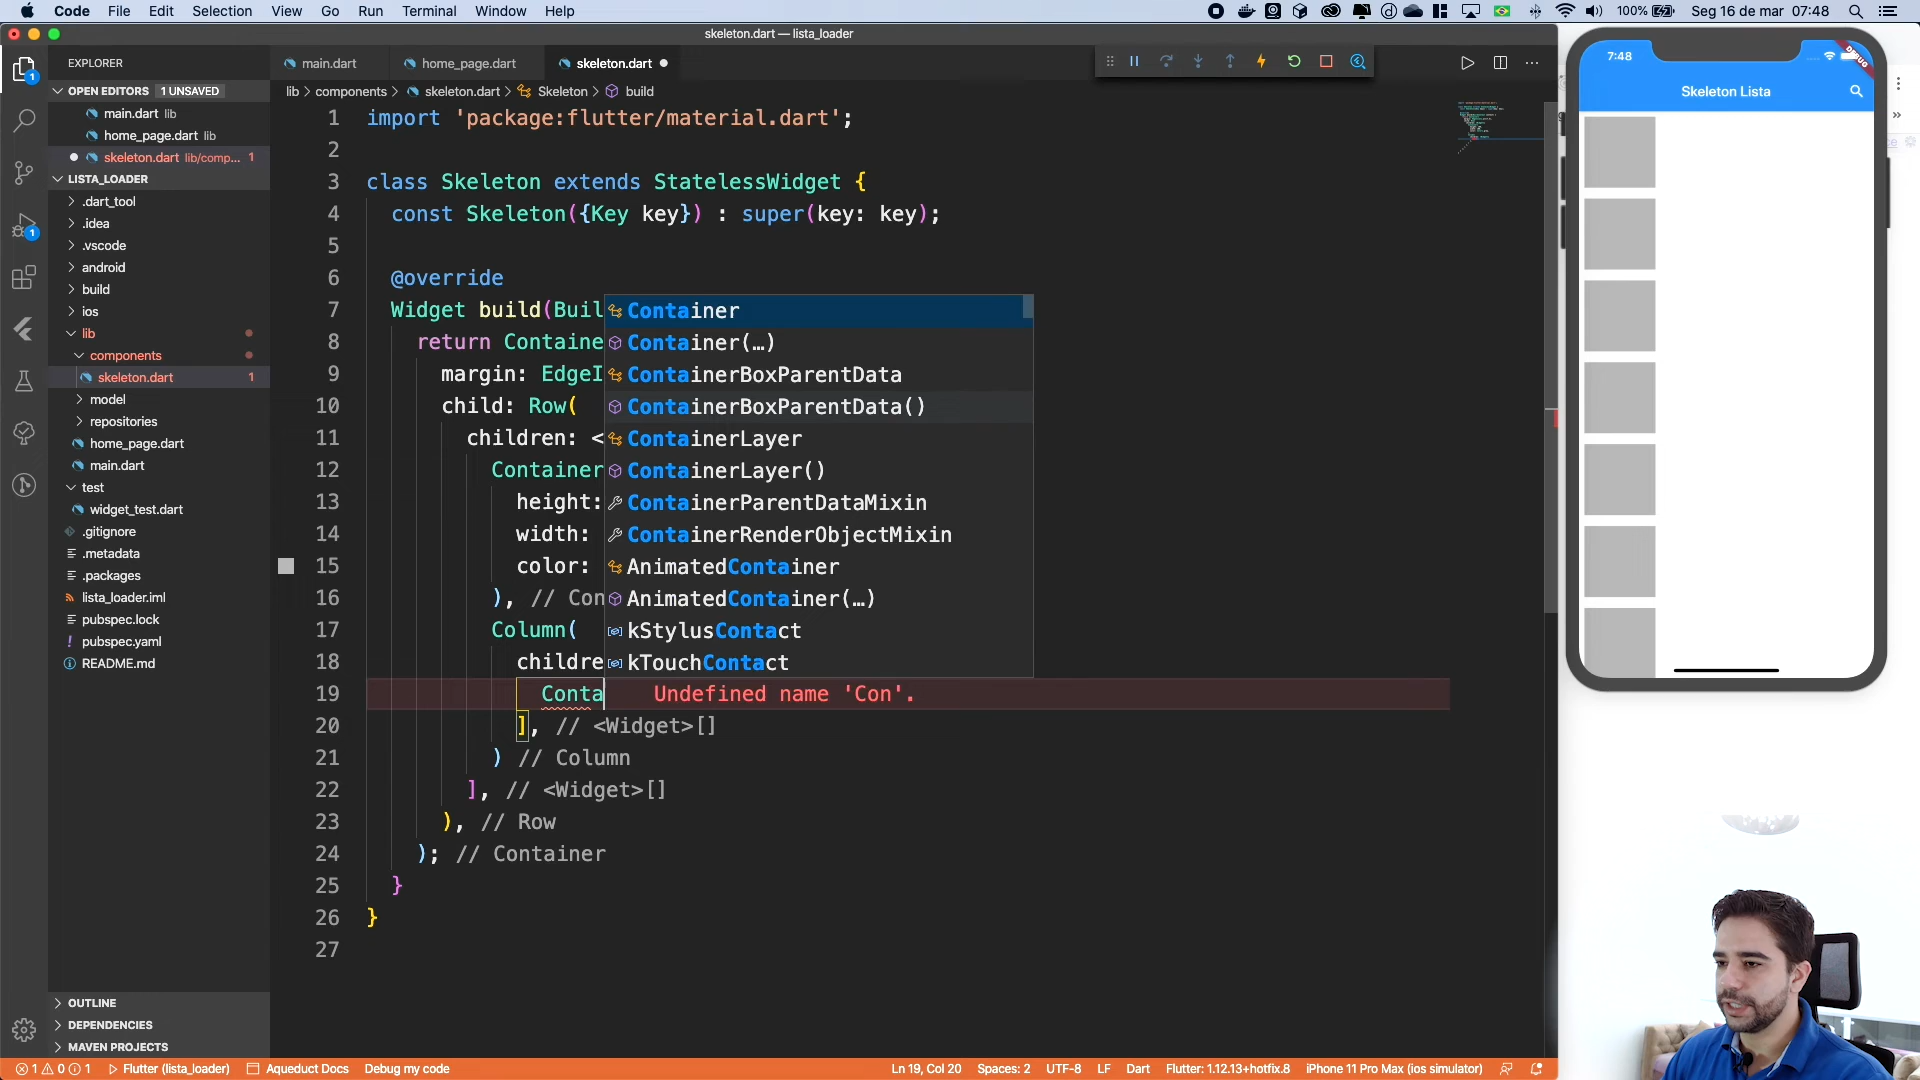 Code File Edit Selection View Go Run Terminal Window Help 100% Seg 16 de mar 07:48
skeleton.dart — lista_loader
EXPLORER
OPEN EDITORS 1 UNSAVED
main.dart lib
home_page.dart lib
skeleton.dart lib/comp... 1
LISTA_LOADER
.dart_tool
.idea
.vscode
android
build
ios
lib
components
skeleton.dart 1
model
repositories
home_page.dart
main.dart
test
widget_test.dart
.gitignore
.metadata
.packages
lista_loader.iml
pubspec.lock
pubspec.yaml
README.md
OUTLINE
DEPENDENCIES
MAVEN PROJECTS
main.dart home_page.dart skeleton.dart
lib > components > skeleton.dart > Skeleton > build
1 import 'package:flutter/material.dart';
2
3 class Skeleton extends StatelessWidget {
4 const Skeleton({Key key}) : super(key: key);
5
6 @override
7 Widget build(Buil
8 return Containe
9 margin: EdgeI
10 child: Row(
11 children: <
12 Container
13 height:
14 width:
15 color:
16 ), // Con
17 Column(
18 childre
19 Conta Undefined name 'Con'.
20 ], // <Widget>[]
21 ) // Column
22 ], // <Widget>[]
23 ), // Row
24 ); // Container
25 }
26 }
27
Container
Container(…)
ContainerBoxParentData
ContainerBoxParentData()
ContainerLayer
ContainerLayer()
ContainerParentDataMixin
ContainerRenderObjectMixin
AnimatedContainer
AnimatedContainer(…)
kStylusContact
kTouchContact
7:48
DEBUG
Skeleton Lista
1 0 1 Flutter (lista_loader) Aqueduct Docs Debug my code Ln 19, Col 20 Spaces: 2 UTF-8 LF Dart Flutter: 1.12.13+hotfix.8 iPhone 11 Pro Max (ios simulator)